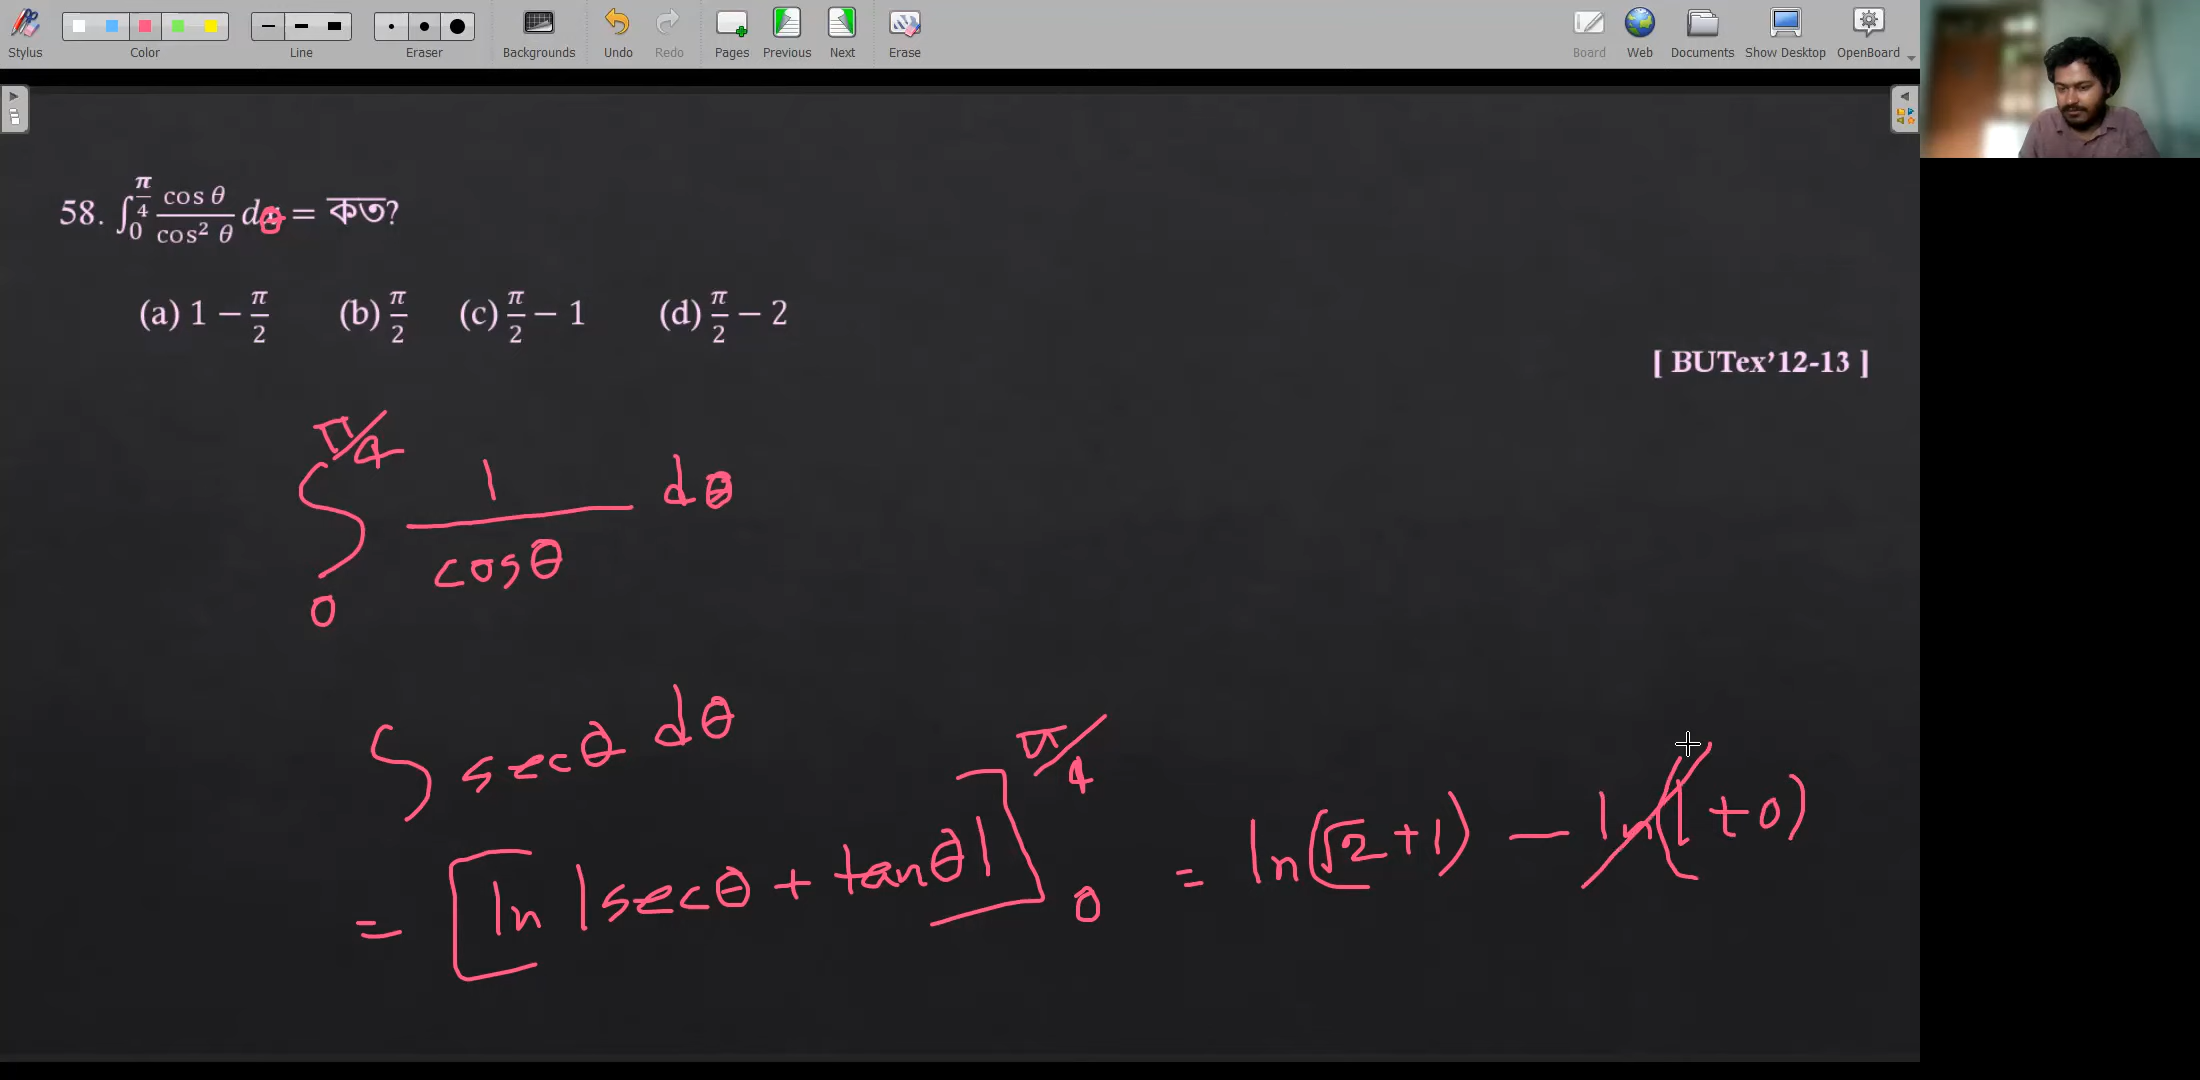 Stylus Color Line Eraser Backgrounds Undo Redo Pages Previous Next Erase Board Web Documents Show Desktop OpenBoard
58. ∫₀^(π/4) cos θ / cos² θ dθ = কত?
(a) 1 − π/2 (b) π/2 (c) π/2 − 1 (d) π/2 − 2
[ BUTex’12-13 ]
∫₀^(π/4) 1 / cosθ dθ
∫ secθ dθ
= [ln |secθ + tanθ|]₀^(π/4) = ln(√2 + 1) − ln(1 + 0)